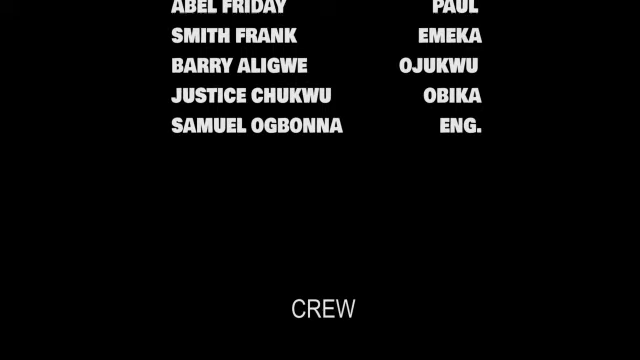 ABEL FRIDAY PAUL
SMITH FRANK EMEKA
BARRY ALIGWE OJUKWU
JUSTICE CHUKWU OBIKA
SAMUEL OGBONNA ENG.
CREW